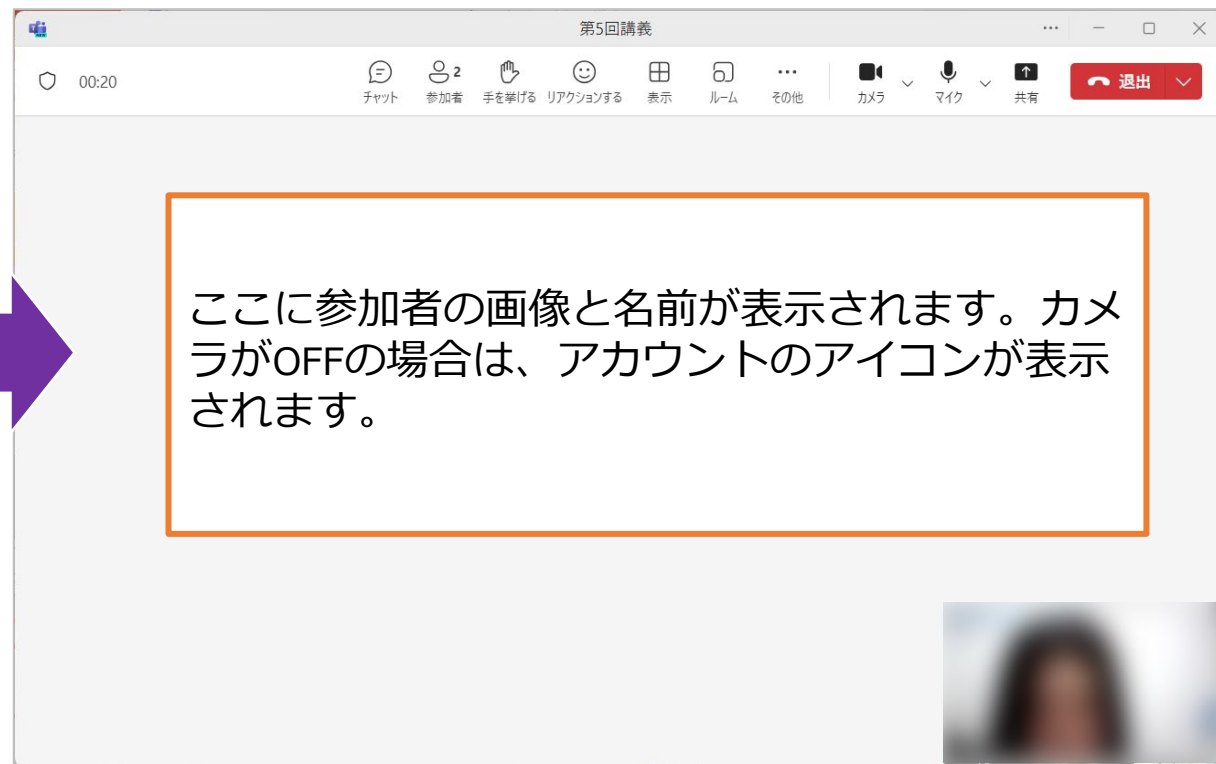 第5回講義
00:20
2
チャット 参加者 手を挙げる リアクションする 表示 ルーム その他 カメラ マイク 共有 退出
ここに参加者の画像と名前が表示されます。カメ
ラがOFFの場合は、アカウントのアイコンが表示
されます。